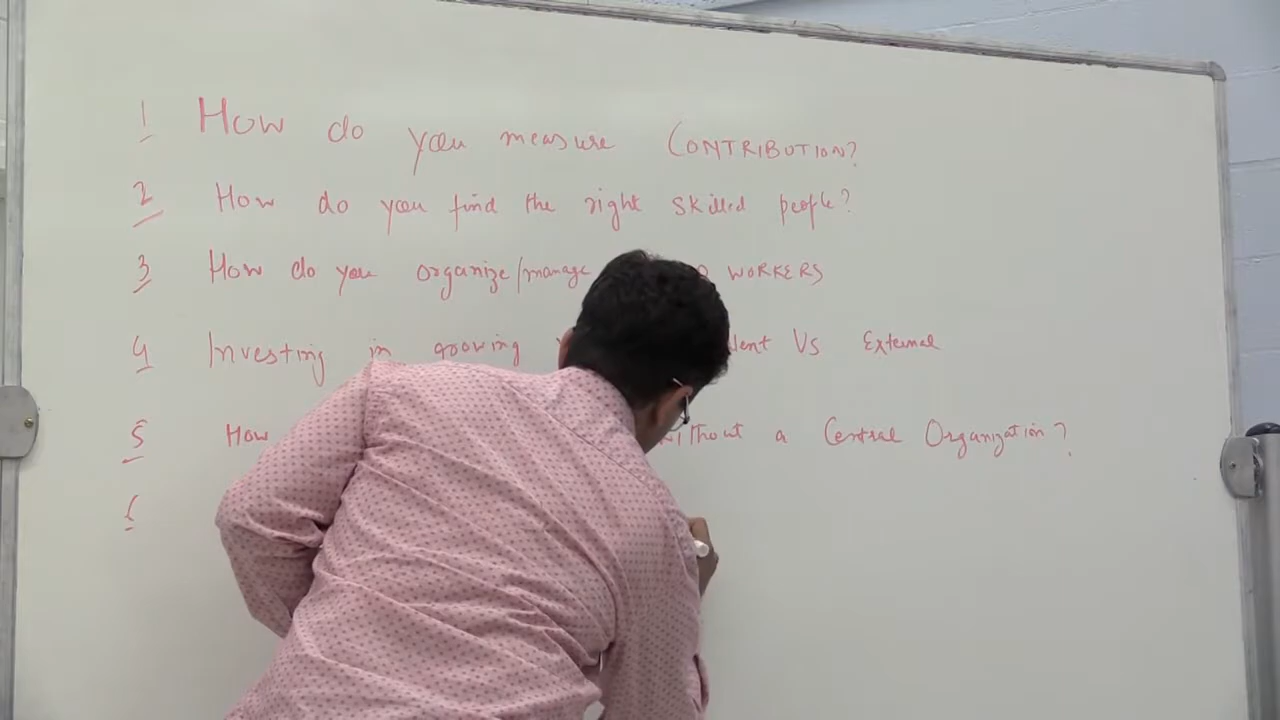 1 How do you measure CONTRIBUTION?
2 How do you find the right skilled people?
3 How do you organize/manage WORKERS
4 Investing in growing Vs External
5 How a Central Organization?